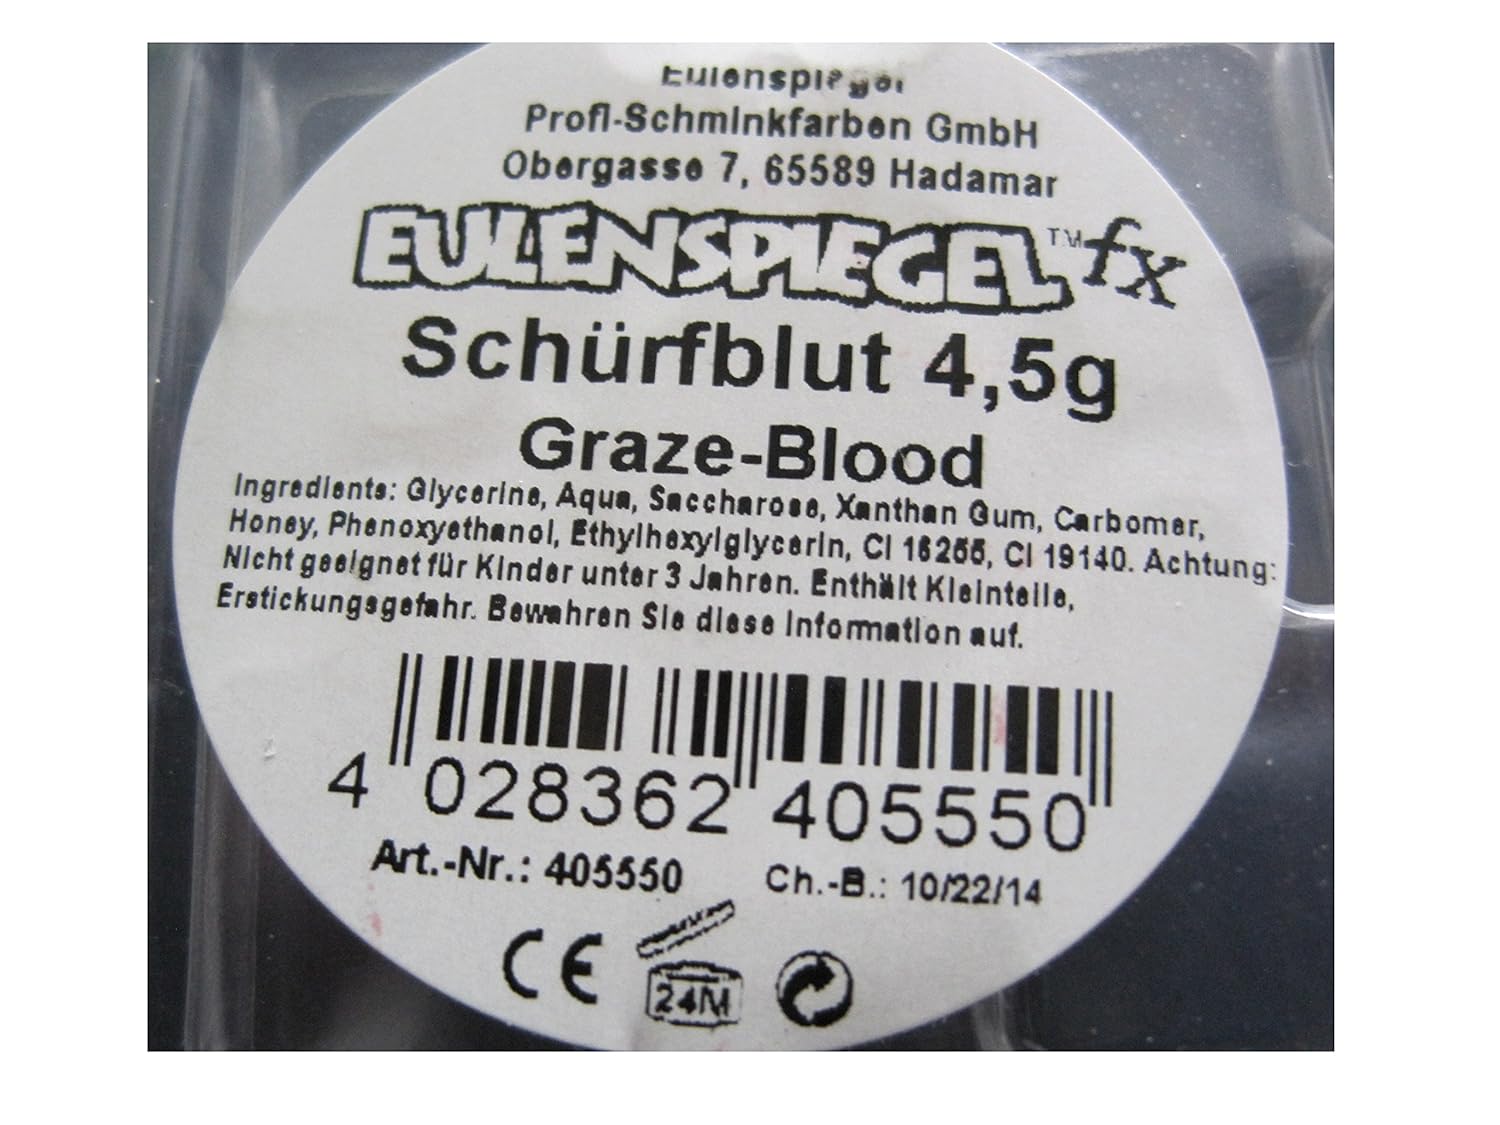 Eulenspiegel
Profi-Schminkfarben GmbH
Obergasse 7, 65589 Hadamar
EULENSPIEGEL™ fx
Schürfblut 4,5g
Graze-Blood
Ingredients: Glycerine, Aqua, Saccharose, Xanthan Gum, Carbomer,
Honey, Phenoxyethanol, Ethylhexylglycerin, CI 16255, CI 19140. Achtung:
Nicht geeignet für Kinder unter 3 Jahren. Enthält Kleinteile,
Erstickungsgefahr. Bewahren Sie diese Information auf.
4 028362 405550
Art.-Nr.: 405550 Ch.-B.: 10/22/14
CE 24M